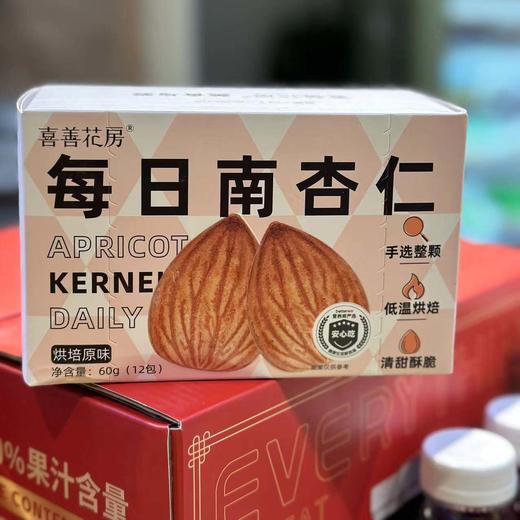 喜善花房®
每日南杏仁
APRICOT
KERNEL
DAILY
手选整颗
低温烘焙
清甜酥脆
安心吃
烘培原味
净含量：60g（12包）
%果汁含量
CONTEN
EVERY
EAT